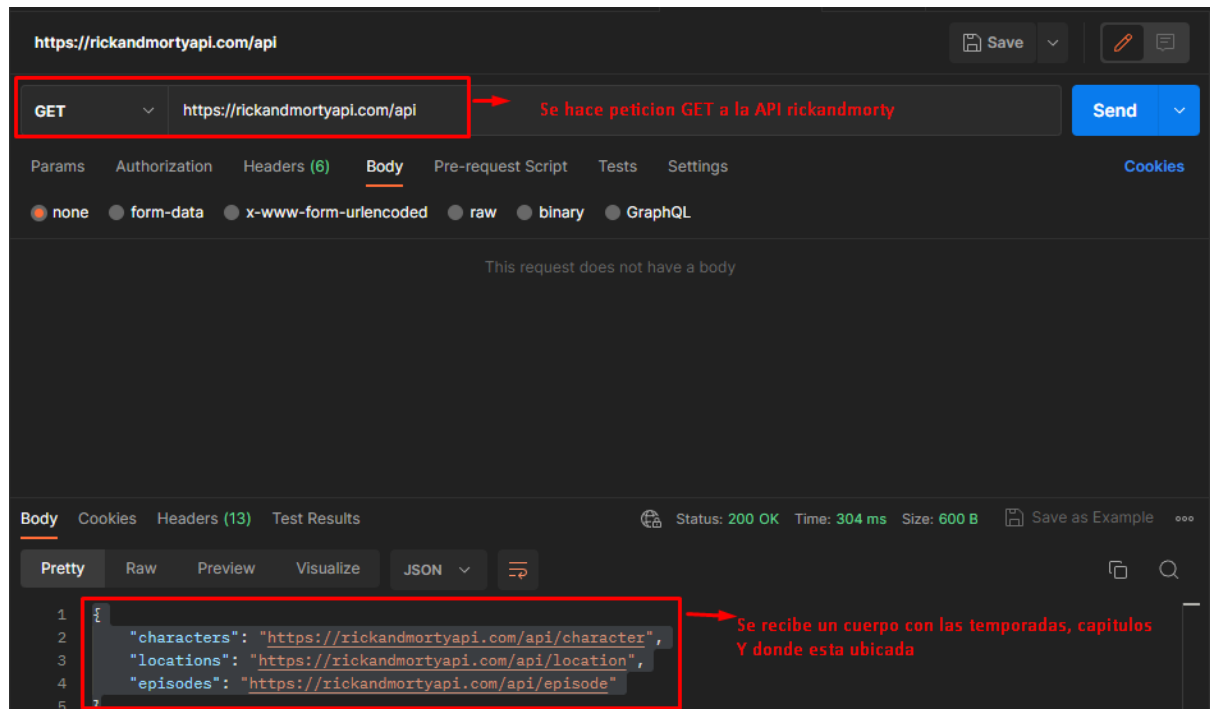 https://rickandmortyapi.com/api
Save
GET https://rickandmortyapi.com/api Se hace peticion GET a la API rickandmorty Send
Params Authorization Headers (6) Body Pre-request Script Tests Settings Cookies
none form-data x-www-form-urlencoded raw binary GraphQL
This request does not have a body
Body Cookies Headers (13) Test Results Status: 200 OK Time: 304 ms Size: 600 B Save as Example
Pretty Raw Preview Visualize JSON
1 {
2 "characters": "https://rickandmortyapi.com/api/character",
3 "locations": "https://rickandmortyapi.com/api/location",
4 "episodes": "https://rickandmortyapi.com/api/episode"
5 }
Se recibe un cuerpo con las temporadas, capitulos
Y donde esta ubicada